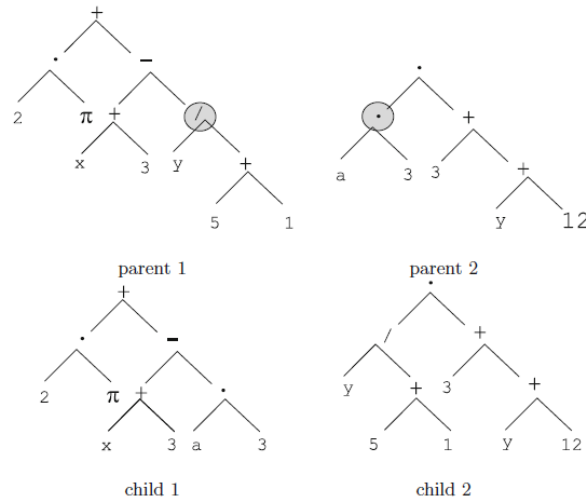 +
· − ·
2 π + / · +
x 3 y + a 3 3 +
5 1 y 12
parent 1 parent 2
+ ·
· − / +
2 π + · y + 3 +
x 3 a 3 5 1 y 12
child 1 child 2